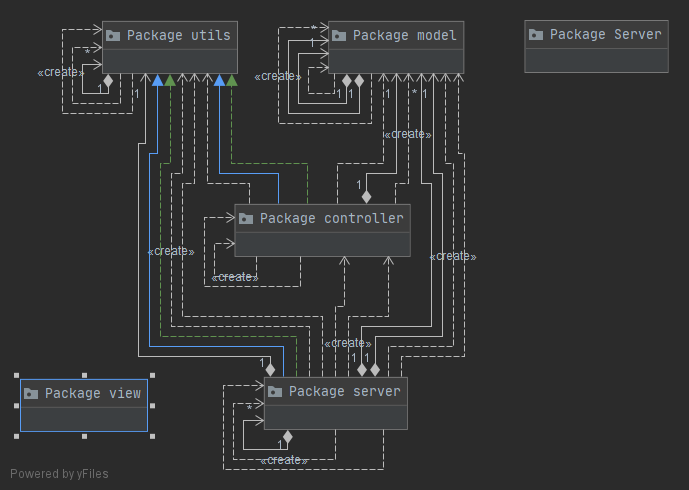 Package utils
Package model
Package Server
*
*
1
«create»
«create»
1
1
1
1
*
1
«create»
1
Package controller
«create»
«create»
«create»
«create»
1
1
1
Package view
Package server
*
1
«create»
Powered by yFiles